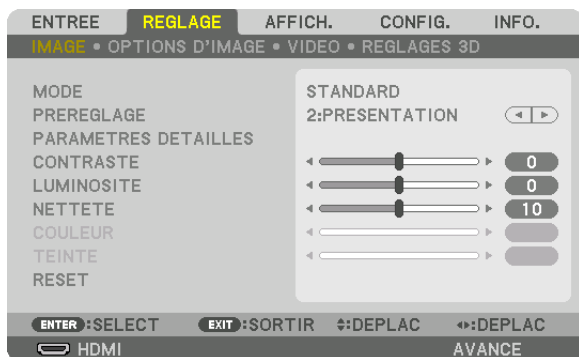 ENTREE REGLAGE AFFICH. CONFIG. INFO.
IMAGE • OPTIONS D'IMAGE • VIDEO • REGLAGES 3D
MODE STANDARD
PREREGLAGE 2:PRESENTATION
PARAMETRES DETAILLES
CONTRASTE 0
LUMINOSITE 0
NETTETE 10
COULEUR
TEINTE
RESET
ENTER :SELECT EXIT :SORTIR :DEPLAC :DEPLAC
HDMI AVANCE